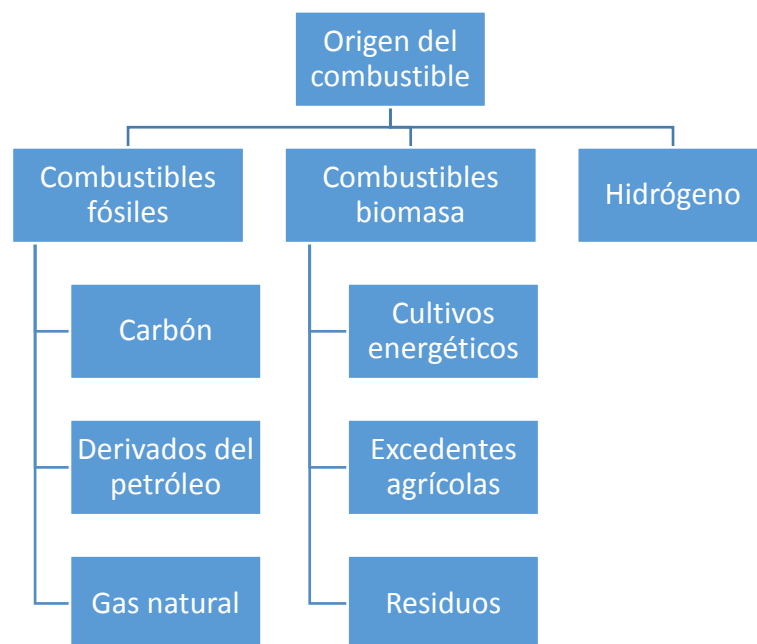 Origen del
combustible
Combustibles
fósiles
Combustibles
biomasa
Hidrógeno
Carbón
Cultivos
energéticos
Derivados del
petróleo
Excedentes
agrícolas
Gas natural
Residuos